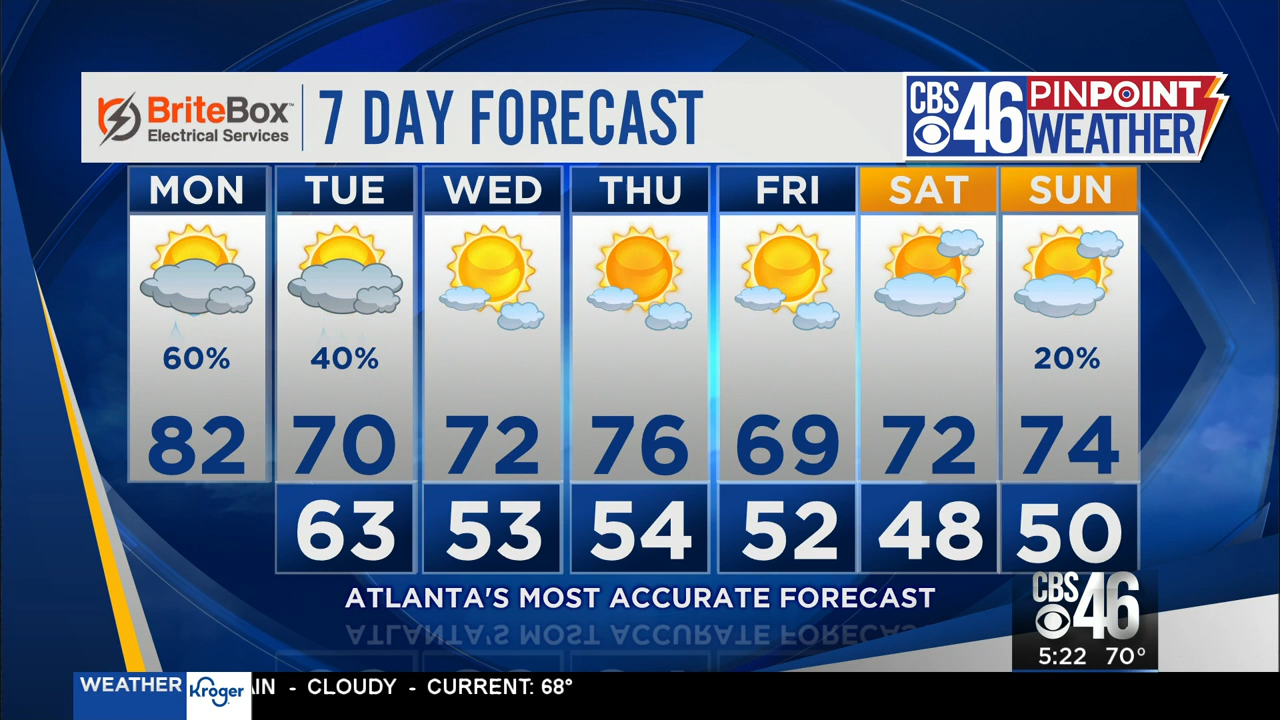 BriteBox™
Electrical Services
7 DAY FORECAST
CBS 46 PINPOINT WEATHER
MON TUE WED THU FRI SAT SUN
60% 40% 20%
82 70 72 76 69 72 74
63 53 54 52 48 50
ATLANTA'S MOST ACCURATE FORECAST
CBS 46
5:22 70°
WEATHER Kroger - CLOUDY - CURRENT: 68°